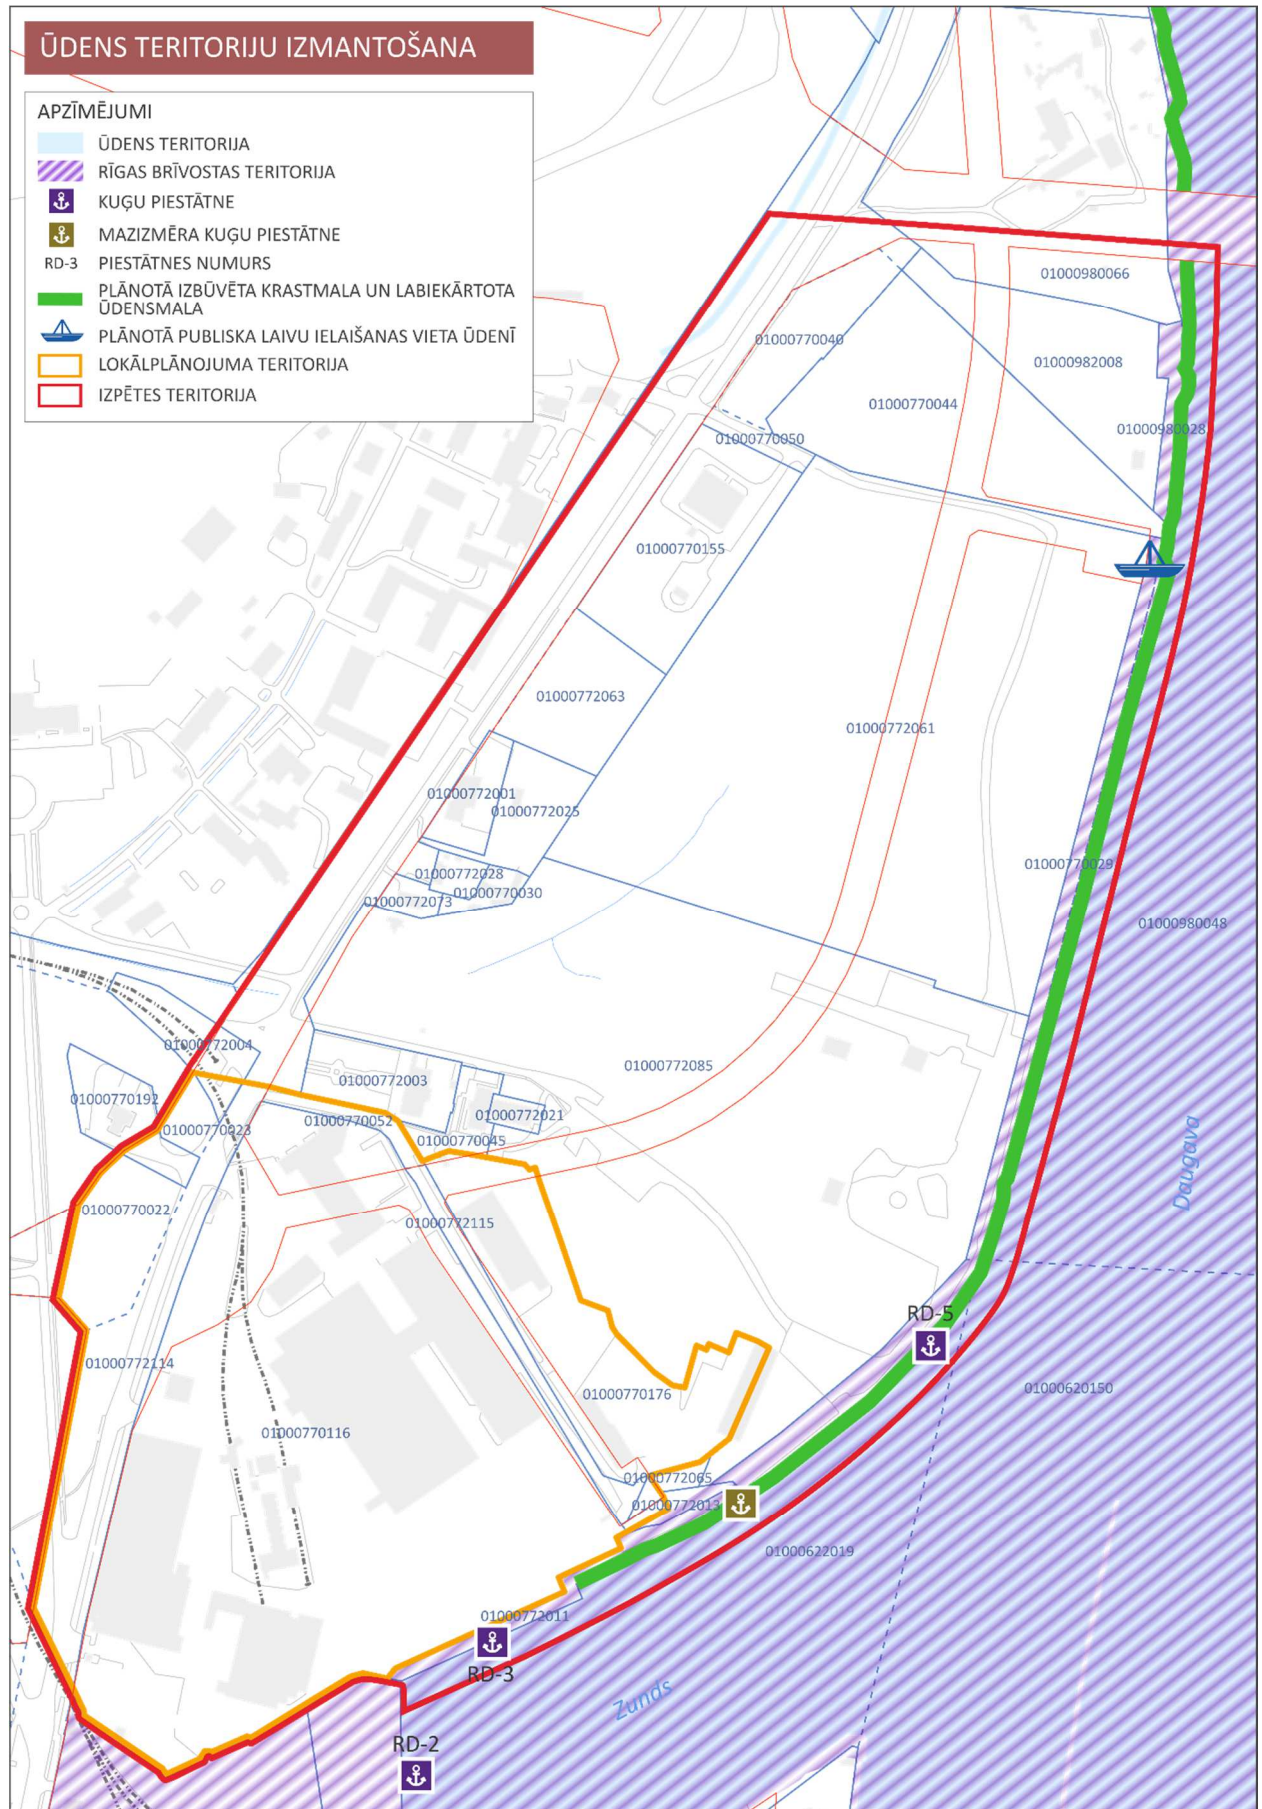 ŪDENS TERITORIJU IZMANTOŠANA
APZĪMĒJUMI
ŪDENS TERITORIJA
RĪGAS BRĪVOSTAS TERITORIJA
KUĢU PIESTĀTNE
MAZIZMĒRA KUĢU PIESTĀTNE
RD-3 PIESTĀTNES NUMURS
PLĀNOTĀ IZBŪVĒTA KRASTMALA UN LABIEKĀRTOTA
ŪDENSMALA
PLĀNOTĀ PUBLISKA LAIVU IELAIŠANAS VIETA ŪDENĪ
LOKĀLPLĀNOJUMA TERITORIJA
IZPĒTES TERITORIJA
01000980066
01000770040
01000982008
01000770044
01000980028
01000770050
01000770155
01000772063
01000772061
01000772001
01000772025
01000770029
01000772028
01000770030
01000772073
01000980048
01000772004
01000772085
01000772003
01000770192
01000772021
01000770052
01000770023
01000770045
Daugava
01000770022
01000772115
RD-5
01000772114
01000620150
01000770176
01000770116
01000772065
01000772013
01000622019
01000772011
RD-3
Zunds
RD-2